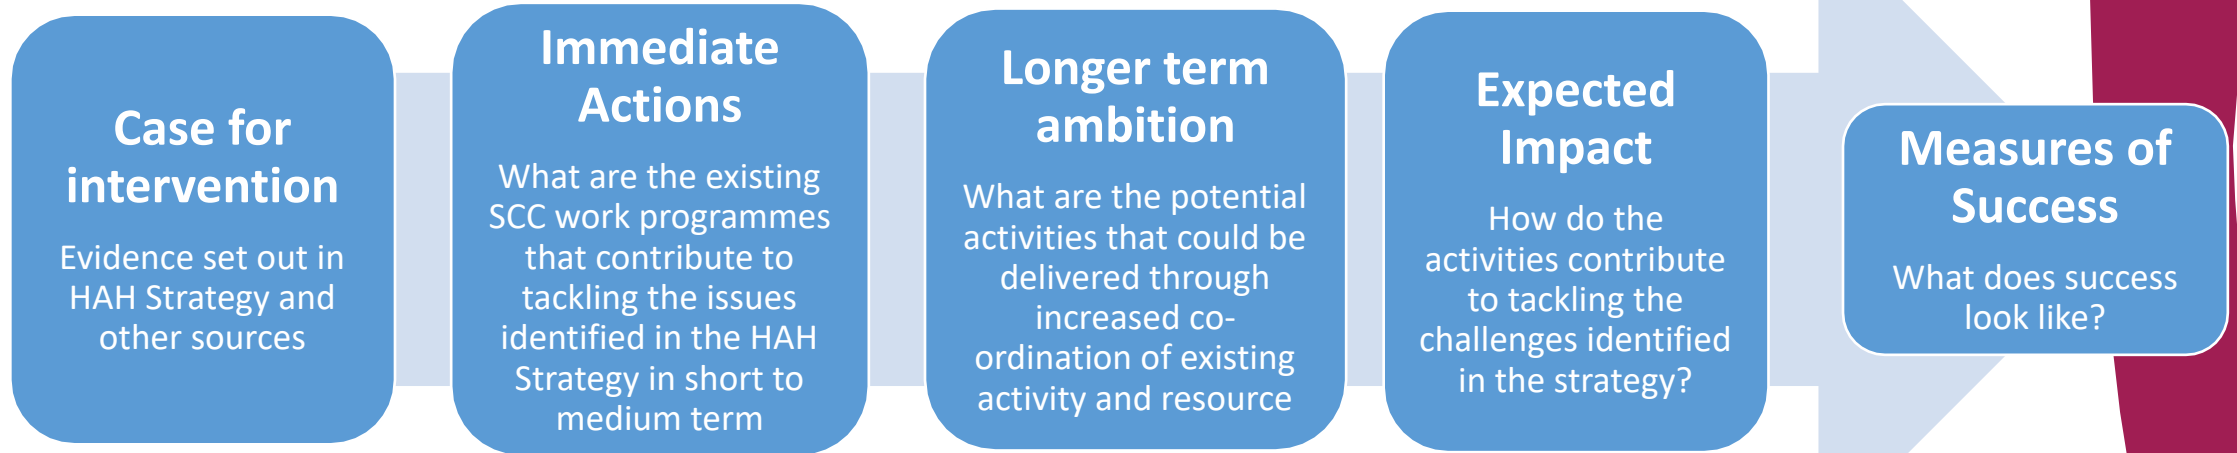 Case for
intervention
Evidence set out in
HAH Strategy and
other sources
Immediate
Actions
What are the existing
SCC work programmes
that contribute to
tackling the issues
identified in the HAH
Strategy in short to
medium term
Longer term
ambition
What are the potential
activities that could be
delivered through
increased co-
ordination of existing
activity and resource
Expected
Impact
How do the
activities contribute
to tackling the
challenges identified
in the strategy?
Measures of
Success
What does success
look like?